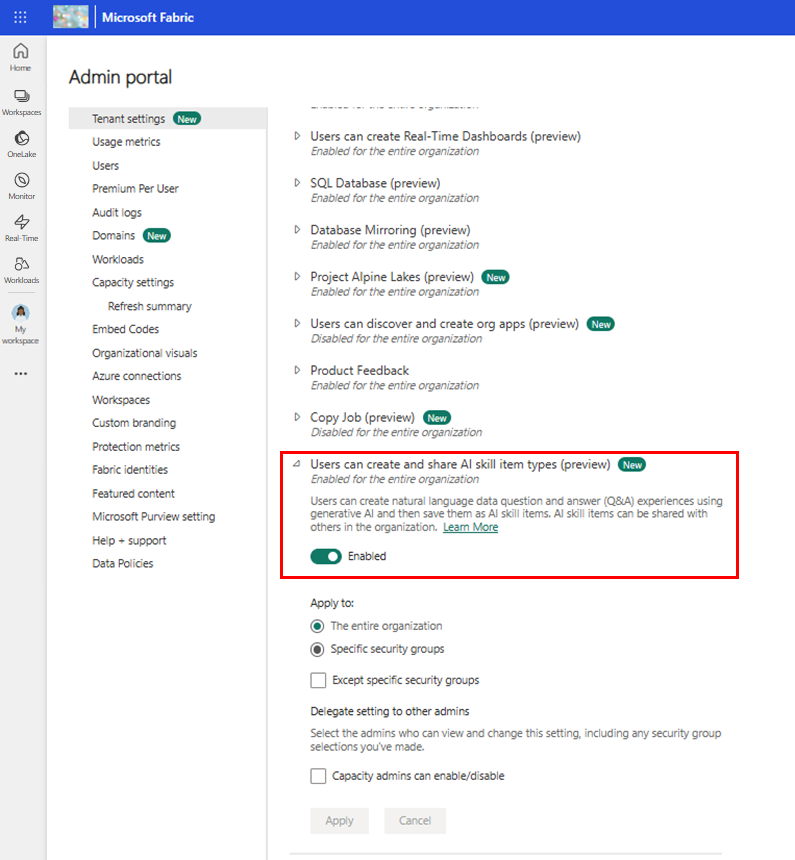 Microsoft Fabric
Home
Workspaces
OneLake
Monitor
Real-Time
Workloads
My
workspace
Admin portal
Tenant settings New
Usage metrics
Users
Premium Per User
Audit logs
Domains New
Workloads
Capacity settings
Refresh summary
Embed Codes
Organizational visuals
Azure connections
Workspaces
Custom branding
Protection metrics
Fabric identities
Featured content
Microsoft Purview setting
Help + support
Data Policies
Enabled for the entire organization
Users can create Real-Time Dashboards (preview)
Enabled for the entire organization
SQL Database (preview)
Enabled for the entire organization
Database Mirroring (preview)
Enabled for the entire organization
Project Alpine Lakes (preview) New
Enabled for the entire organization
Users can discover and create org apps (preview) New
Disabled for the entire organization
Product Feedback
Enabled for the entire organization
Copy Job (preview) New
Disabled for the entire organization
Users can create and share AI skill item types (preview) New
Enabled for the entire organization
Users can create natural language data question and answer (Q&A) experiences using
generative AI and then save them as AI skill items. AI skill items can be shared with
others in the organization. Learn More
Enabled
Apply to:
The entire organization
Specific security groups
Except specific security groups
Delegate setting to other admins
Select the admins who can view and change this setting, including any security group
selections you've made.
Capacity admins can enable/disable
Apply Cancel